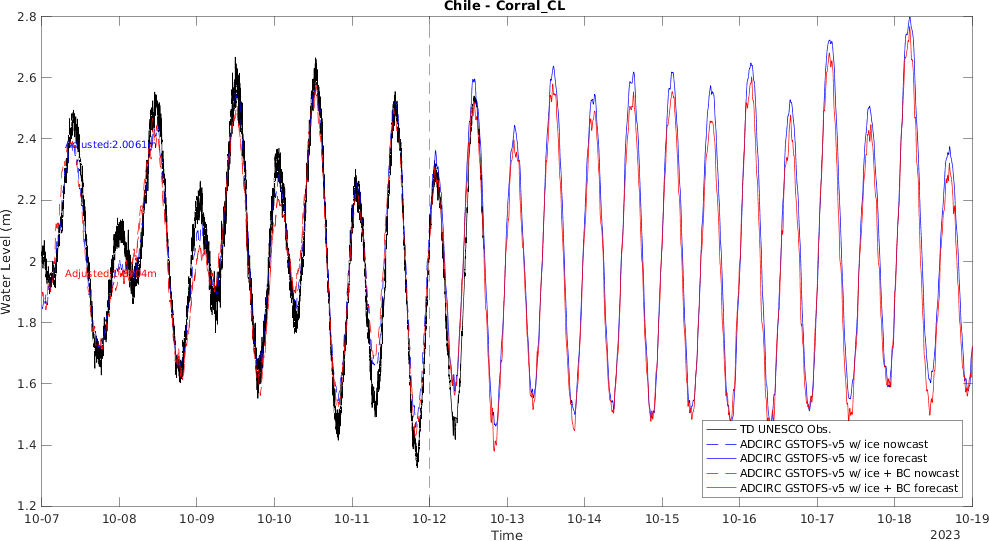 Chile - Corral_CL
Water Level (m)
2.8
2.6
2.4
2.2
2
1.8
1.6
1.4
1.2
Adjusted:2.0061
TD UNESCO Obs.
ADCIRC GSTOFS-v5 w/ ice nowcast
ADCIRC GSTOFS-v5 w/ ice forecast
ADCIRC GSTOFS-v5 w/ ice + BC nowcast
ADCIRC GSTOFS-v5 w/ ice + BC forecast
10-07 10-08 10-09 10-10 10-11 10-12 10-13 10-14 10-15 10-16 10-17 10-18 10-19
Time
2023